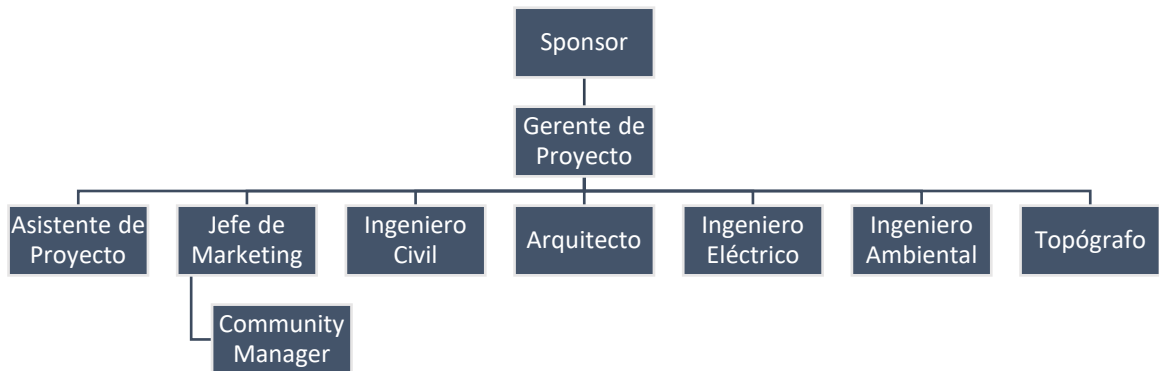 Sponsor
Gerente de
Proyecto
Asistente de
Proyecto
Jefe de
Marketing
Ingeniero
Civil
Arquitecto
Ingeniero
Eléctrico
Ingeniero
Ambiental
Topógrafo
Community
Manager